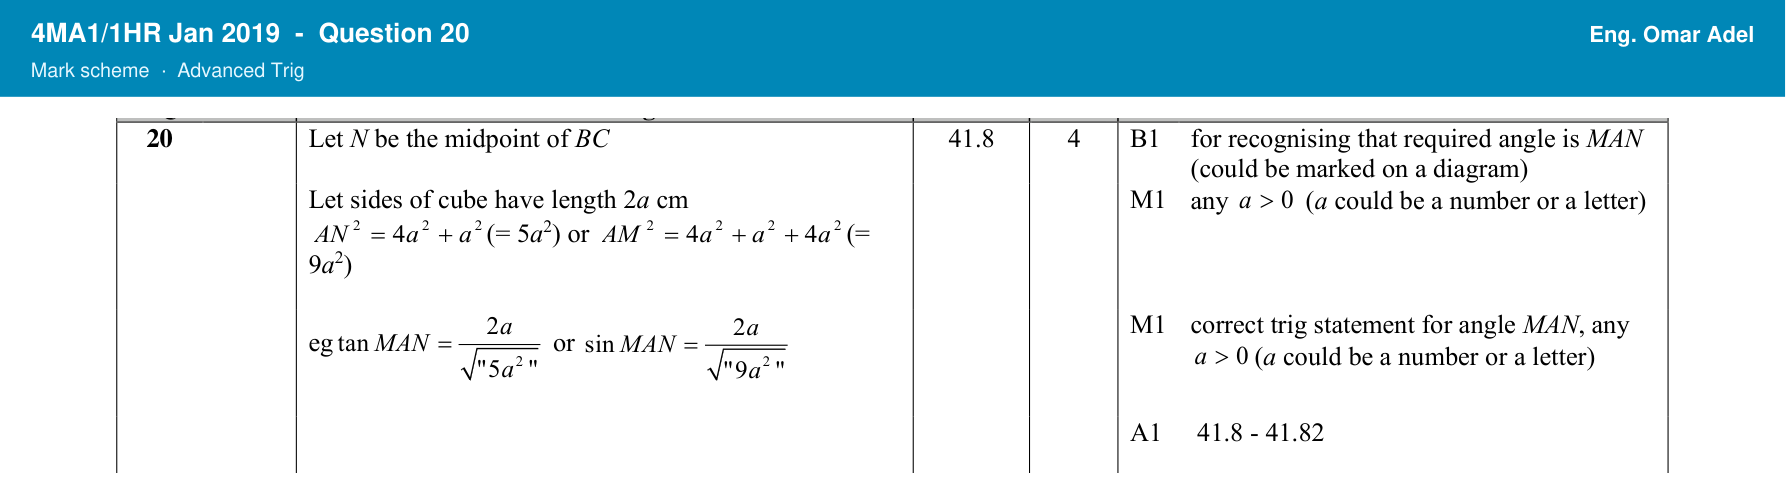 4MA1/1HR Jan 2019 - Question 20
Eng. Omar Adel
Mark scheme · Advanced Trig
20
Let N be the midpoint of BC
41.8
4
B1 for recognising that required angle is MAN
(could be marked on a diagram)
Let sides of cube have length 2a cm
M1 any a > 0 (a could be a number or a letter)
AN² = 4a² + a² (= 5a²) or AM² = 4a² + a² + 4a² (=
9a²)
eg tan MAN = 2a / √"5a²" or sin MAN = 2a / √"9a²"
M1 correct trig statement for angle MAN, any
a > 0 (a could be a number or a letter)
A1 41.8 - 41.82